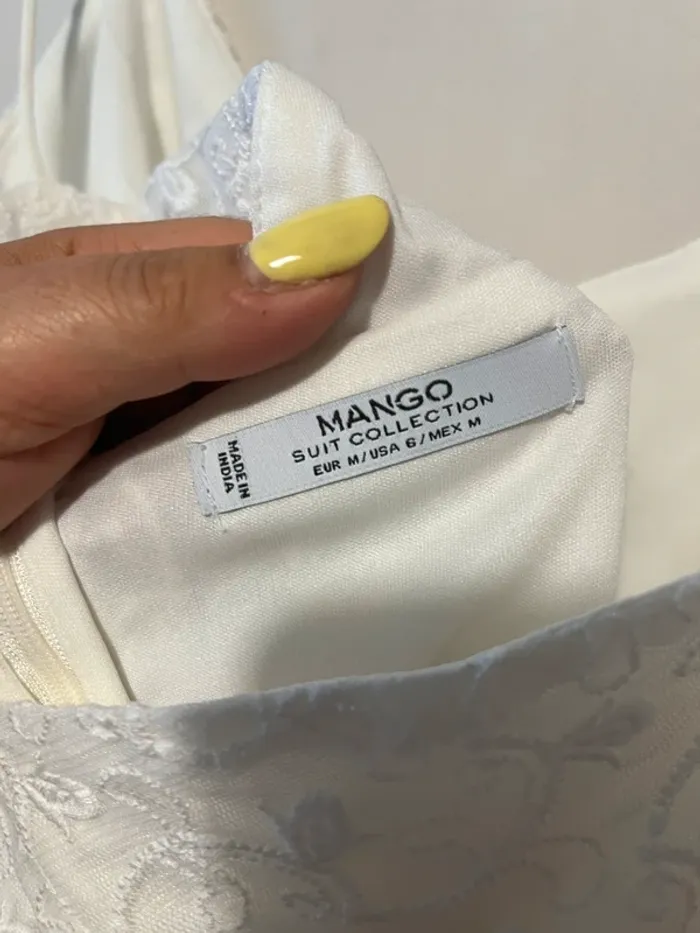 MANGO
SUIT COLLECTION
EUR M/USA 6/MEX M
MADE IN
INDIA